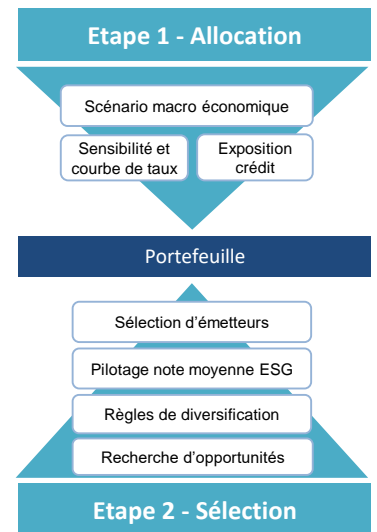 Etape 1 - Allocation
Scénario macro économique
Sensibilité et
courbe de taux
Exposition
crédit
Portefeuille
Sélection d'émetteurs
Pilotage note moyenne ESG
Règles de diversification
Recherche d'opportunités
Etape 2 - Sélection